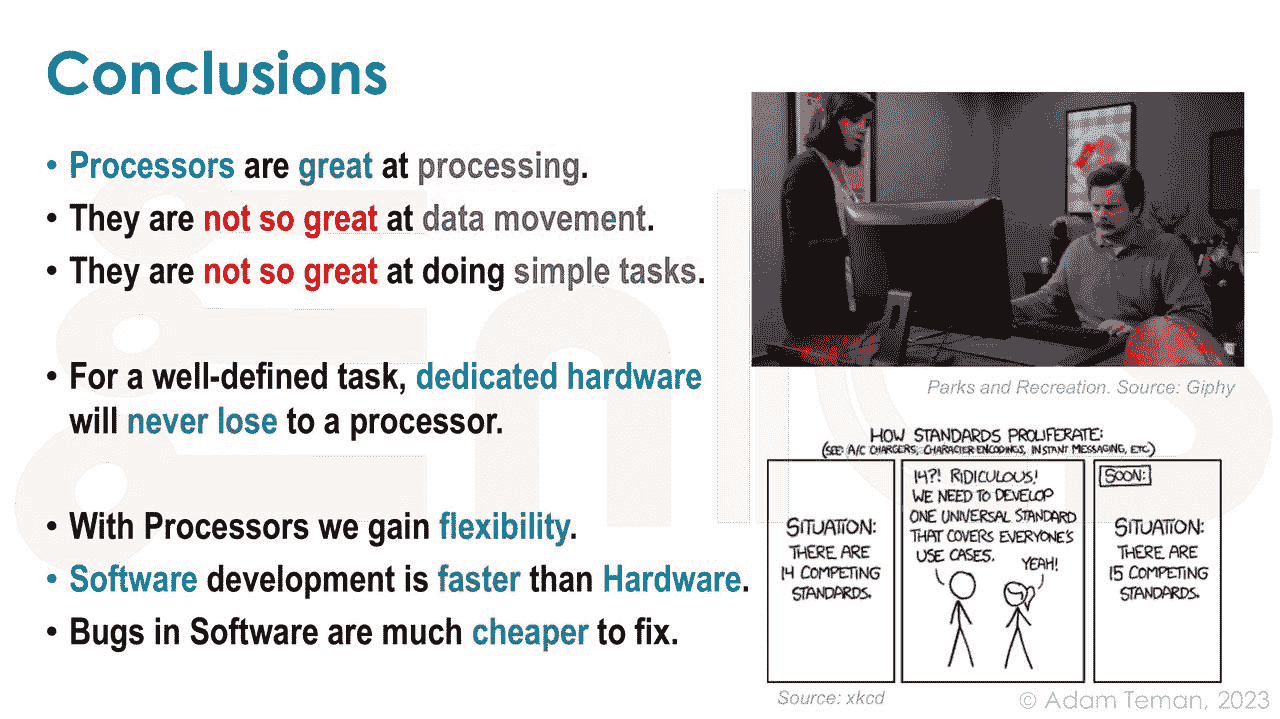 Conclusions
• Processors are great at processing.
• They are not so great at data movement.
• They are not so great at doing simple tasks.
• For a well-defined task, dedicated hardware
will never lose to a processor.
• With Processors we gain flexibility.
• Software development is faster than Hardware.
• Bugs in Software are much cheaper to fix.
Parks and Recreation. Source: Giphy
HOW STANDARDS PROLIFERATE:
(SEE: A/C CHARGERS, CHARACTER ENCODINGS, INSTANT MESSAGING, ETC.)
SITUATION:
THERE ARE
14 COMPETING
STANDARDS.
14?! RIDICULOUS!
WE NEED TO DEVELOP
ONE UNIVERSAL STANDARD
THAT COVERS EVERYONE'S
USE CASES.
YEAH!
SOON:
SITUATION:
THERE ARE
15 COMPETING
STANDARDS.
Source: xkcd
© Adam Teman, 2023